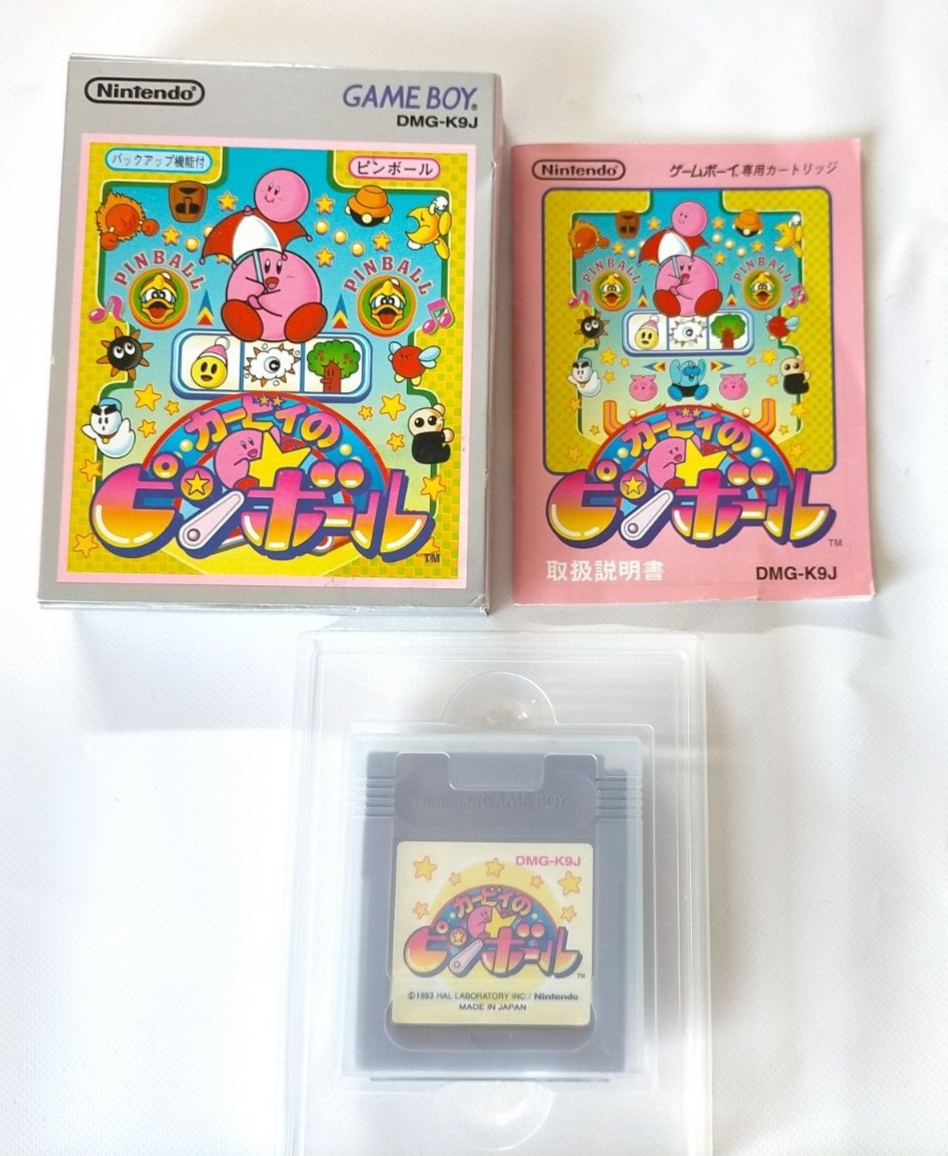 Nintendo®
GAME BOY®
DMG-K9J
バックアップ機能付
ピンボール
PINBALL
PINBALL
カービィの
ピンボール
TM
Nintendo®
ゲームボーイ専用カートリッジ
PINBALL
PINBALL
カービィの
ピンボール
TM
取扱説明書
DMG-K9J
Nintendo GAME BOY
DMG-K9J
カービィの
ピンボール
TM
©1993 HAL LABORATORY INC./Nintendo
MADE IN JAPAN